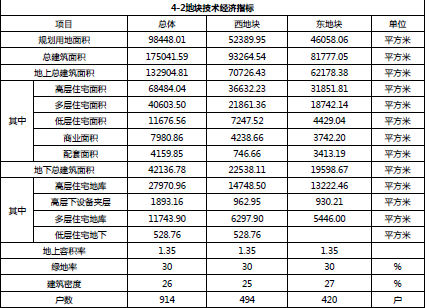 4-2地块技术经济指标
项目 总体 西地块 东地块 单位
规划用地面积 98448.01 52389.95 46058.06 平方米
总建筑面积 175041.59 93264.54 81777.05 平方米
地上总建筑面积 132904.81 70726.43 62178.38 平方米
其中
高层住宅面积 68484.04 36632.23 31851.81 平方米
多层住宅面积 40603.50 21861.36 18742.14 平方米
低层住宅面积 11676.56 7247.52 4429.04 平方米
商业面积 7980.86 4238.66 3742.20 平方米
配套面积 4159.85 746.66 3413.19 平方米
地下总建筑面积 42136.78 22538.11 19598.67 平方米
其中
高层住宅地库 27970.96 14748.50 13222.46 平方米
高层下设备夹层 1893.16 962.95 930.21 平方米
多层住宅地库 11743.90 6297.90 5446.00 平方米
低层住宅地下 528.76 528.76 平方米
地上容积率 1.35 1.35 1.35
绿地率 30 30 30 %
建筑密度 26 25 27 %
户数 914 494 420 户